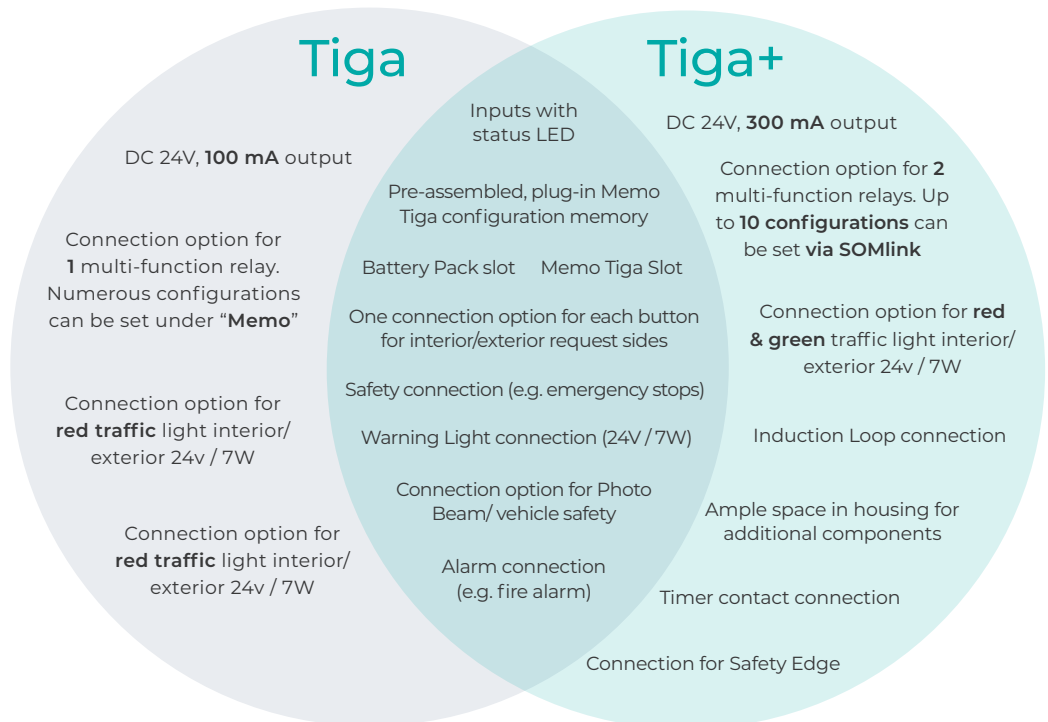 Tiga
DC 24V, 100 mA output
Connection option for
1 multi-function relay.
Numerous configurations
can be set under “Memo”
Connection option for
red traffic light interior/
exterior 24v / 7W
Connection option for
red traffic light interior/
exterior 24v / 7W
Inputs with
status LED
Pre-assembled, plug-in Memo
Tiga configuration memory
Battery Pack slot
Memo Tiga Slot
One connection option for each button
for interior/exterior request sides
Safety connection (e.g. emergency stops)
Warning Light connection (24V / 7W)
Connection option for Photo
Beam/ vehicle safety
Alarm connection
(e.g. fire alarm)
Tiga+
DC 24V, 300 mA output
Connection option for 2
multi-function relays. Up
to 10 configurations can
be set via SOMlink
Connection option for red
& green traffic light interior/
exterior 24v / 7W
Induction Loop connection
Ample space in housing for
additional components
Timer contact connection
Connection for Safety Edge